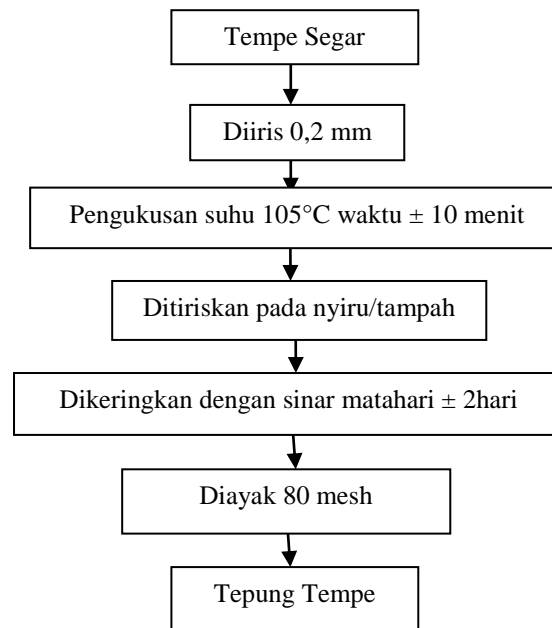 Tempe Segar
Diiris 0,2 mm
Pengukusan suhu 105°C waktu ± 10 menit
Ditiriskan pada nyiru/tampah
Dikeringkan dengan sinar matahari ± 2hari
Diayak 80 mesh
Tepung Tempe